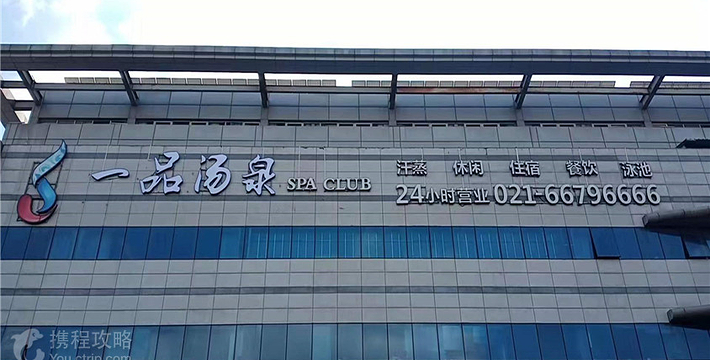 一品汤泉 SPA CLUB
汗蒸 休闲 住宿 餐饮 泳池
24小时营业 021-66796666
携程攻略
You.ctrip.com